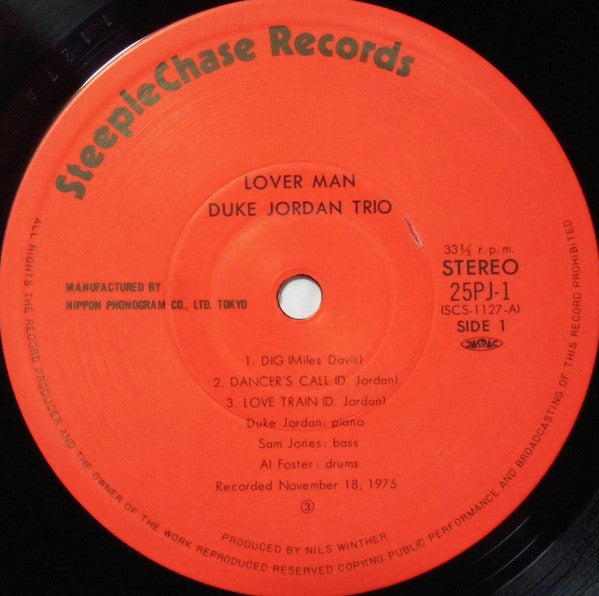 SteepleChase Records
LOVER MAN
DUKE JORDAN TRIO
33⅓ r.p.m.
STEREO
25PJ-1
(SCS-1127-A)
SIDE 1
JASRAC
MANUFACTURED BY
NIPPON PHONOGRAM CO., LTD. TOKYO
1. DIG (Miles Davis)
2. DANCER'S CALL (D. Jordan)
3. LOVE TRAIN (D. Jordan)
Duke Jordan: piano
Sam Jones: bass
Al Foster: drums
Recorded November 18, 1975
③
PRODUCED BY NILS WINTHER
ALL RIGHTS THE RECORD PRODUCER AND THE OWNER OF THE WORK REPRODUCED RESERVED COPYING·PUBLIC PERFORMANCE AND BROADCASTING OF THIS RECORD PROHIBITED